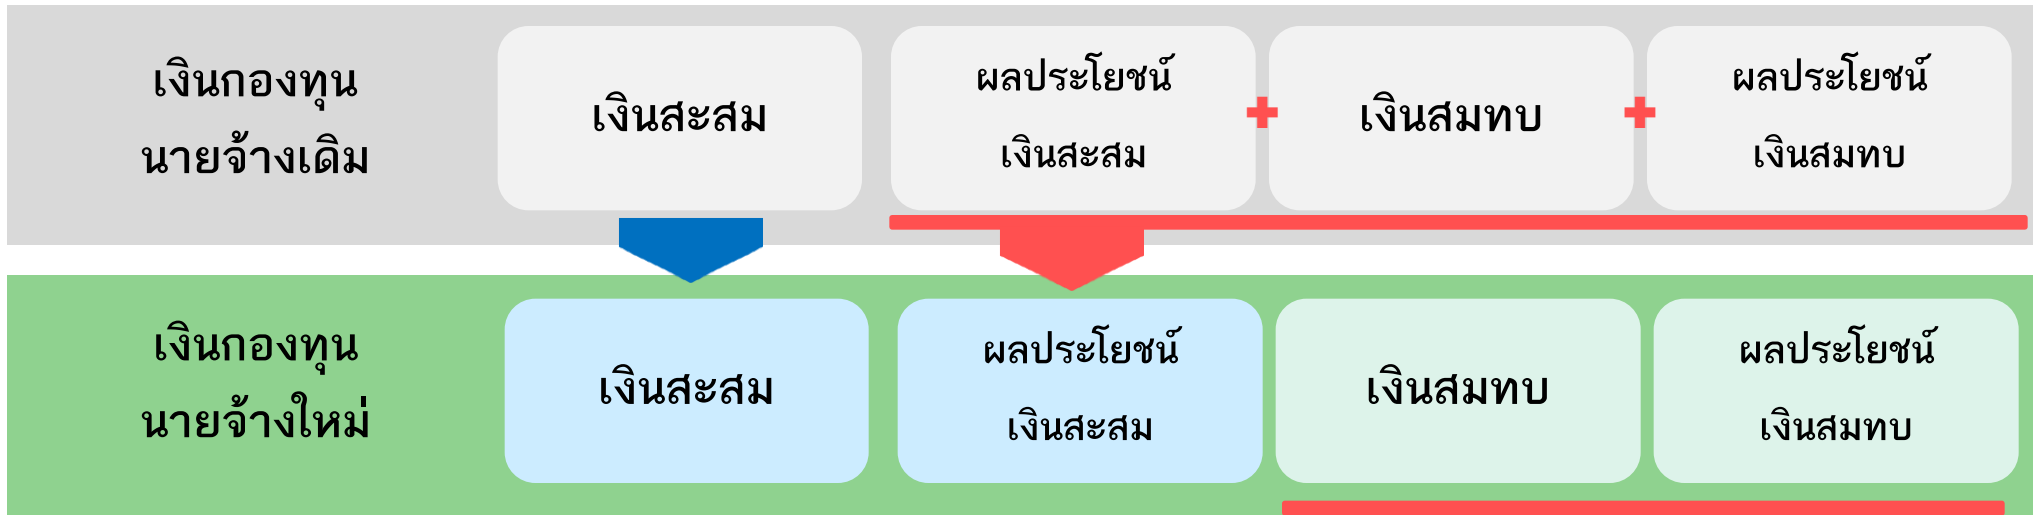 เงินกองทุน
นายจ้างเดิม
เงินสะสม
ผลประโยชน์
เงินสะสม
เงินสมทบ
ผลประโยชน์
เงินสมทบ
เงินกองทุน
นายจ้างใหม่
เงินสะสม
ผลประโยชน์
เงินสะสม
เงินสมทบ
ผลประโยชน์
เงินสมทบ